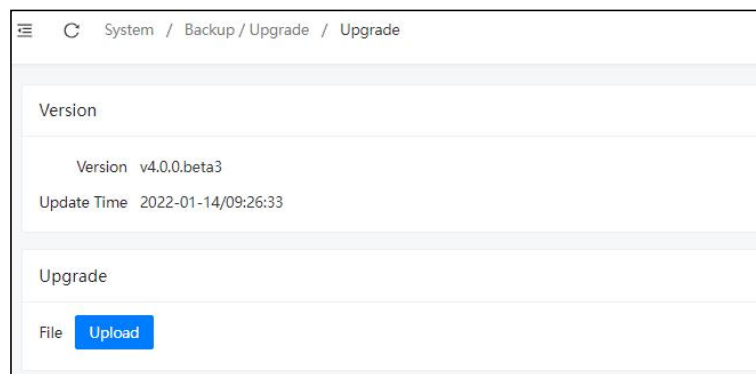 System / Backup / Upgrade / Upgrade
Version
Version v4.0.0.beta3
Update Time 2022-01-14/09:26:33
Upgrade
File Upload